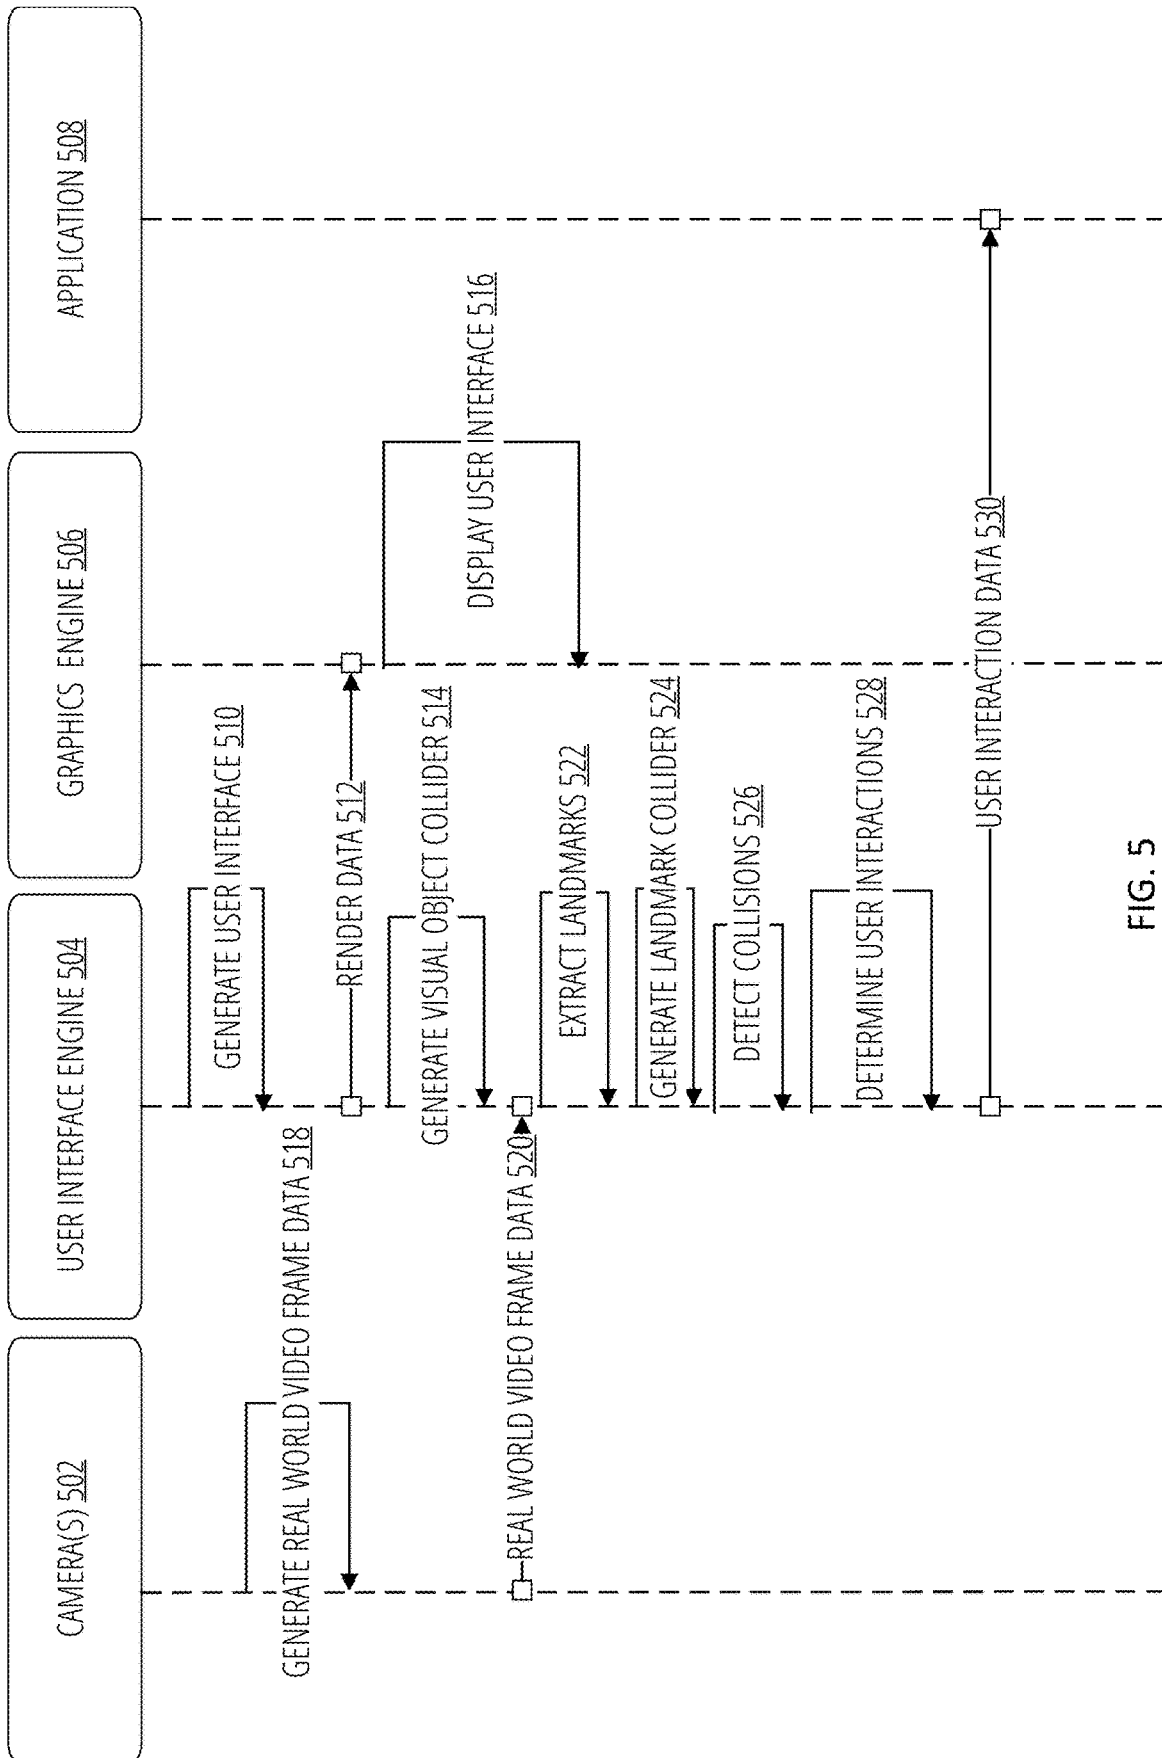 CAMERA(S) 502
USER INTERFACE ENGINE 504
GRAPHICS ENGINE 506
APPLICATION 508
GENERATE USER INTERFACE 510
GENERATE REAL WORLD VIDEO FRAME DATA 518
RENDER DATA 512
GENERATE VISUAL OBJECT COLLIDER 514
DISPLAY USER INTERFACE 516
REAL WORLD VIDEO FRAME DATA 520
EXTRACT LANDMARKS 522
GENERATE LANDMARK COLLIDER 524
DETECT COLLISIONS 526
DETERMINE USER INTERACTIONS 528
USER INTERACTION DATA 530
FIG. 5